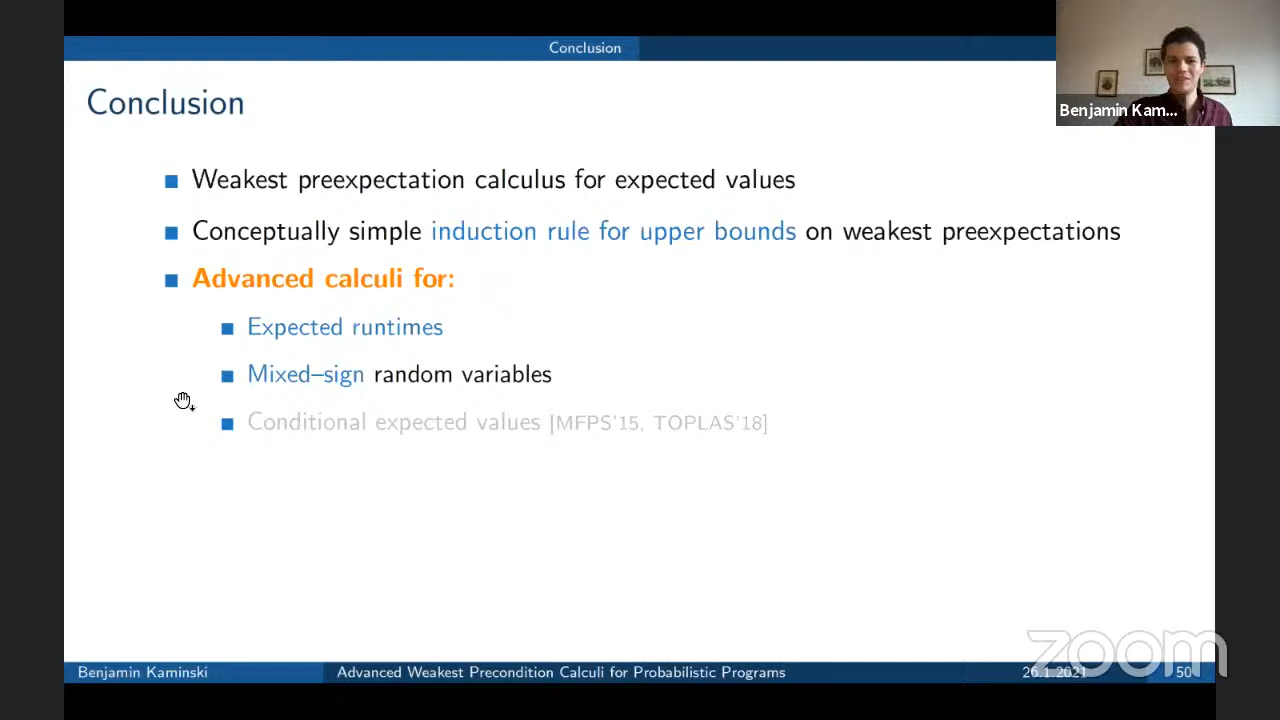 Conclusion
Conclusion
Benjamin Kam...
Weakest preexpectation calculus for expected values
Conceptually simple induction rule for upper bounds on weakest preexpectations
Advanced calculi for:
Expected runtimes
Mixed–sign random variables
Conditional expected values [MFPS'15, TOPLAS'18]
zoom
Benjamin Kaminski Advanced Weakest Precondition Calculi for Probabilistic Programs 26.1.2021 50